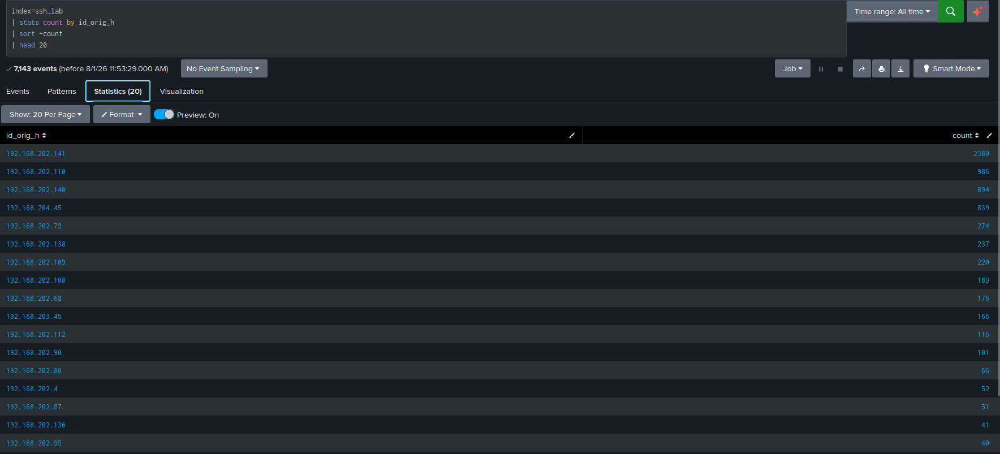 index=ssh_lab
| stats count by id_orig_h
| sort -count
| head 20
Time range: All time
7,143 events (before 8/1/26 11:53:29.000 AM)
No Event Sampling
Job
Smart Mode
Events
Patterns
Statistics (20)
Visualization
Show: 20 Per Page
Format
Preview: On
id_orig_h count
192.168.202.141 2380
192.168.202.110 986
192.168.202.140 894
192.168.204.45 839
192.168.202.79 274
192.168.202.138 237
192.168.202.109 220
192.168.202.108 189
192.168.202.68 176
192.168.203.45 166
192.168.202.112 116
192.168.202.90 101
192.168.202.80 66
192.168.202.4 52
192.168.202.87 51
192.168.202.136 41
192.168.202.95 40